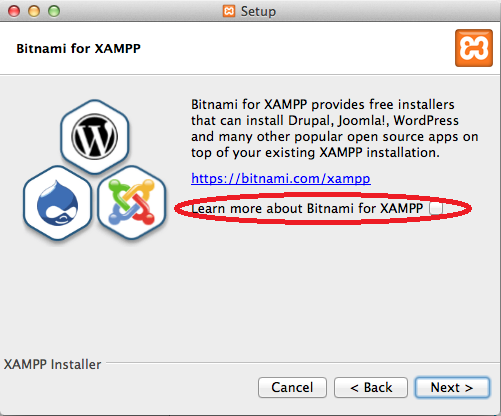 Setup
Bitnami for XAMPP
Bitnami for XAMPP provides free installers
that can install Drupal, Joomla!, WordPress
and many other popular open source apps on
top of your existing XAMPP installation.
https://bitnami.com/xampp
Learn more about Bitnami for XAMPP
XAMPP Installer
Cancel
< Back
Next >